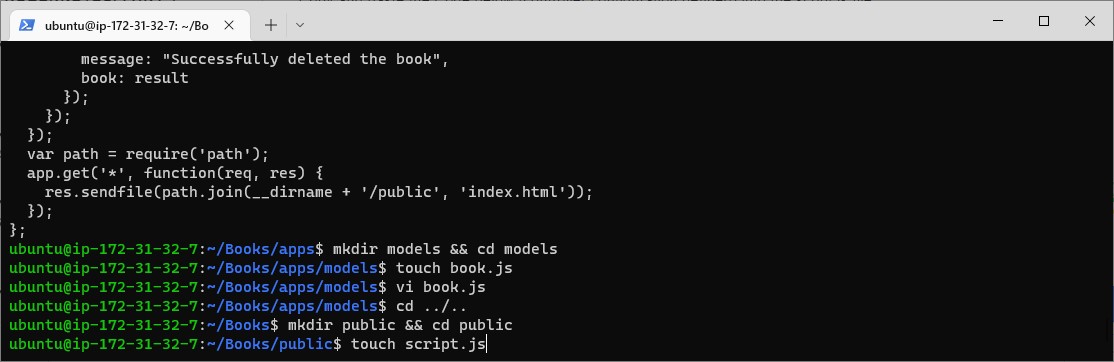 ubuntu@ip-172-31-32-7: ~/Bo
        message: "Successfully deleted the book",
        book: result
      });
    });
  });
  var path = require('path');
  app.get('*', function(req, res) {
    res.sendfile(path.join(__dirname + '/public', 'index.html'));
  });
};
ubuntu@ip-172-31-32-7:~/Books/apps$ mkdir models && cd models
ubuntu@ip-172-31-32-7:~/Books/apps/models$ touch book.js
ubuntu@ip-172-31-32-7:~/Books/apps/models$ vi book.js
ubuntu@ip-172-31-32-7:~/Books/apps/models$ cd ../..
ubuntu@ip-172-31-32-7:~/Books$ mkdir public && cd public
ubuntu@ip-172-31-32-7:~/Books/public$ touch script.js